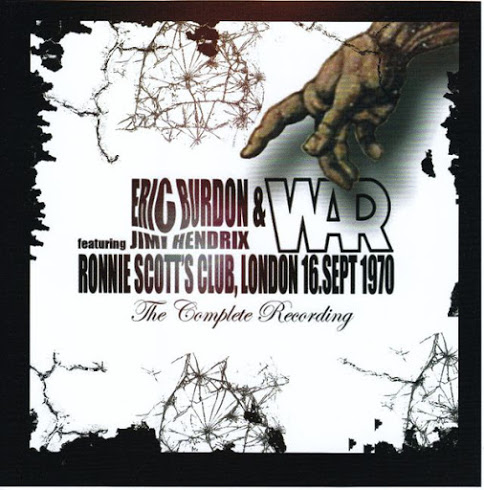 ERIC BURDON & WAR
featuring JIMI HENDRIX
RONNIE SCOTT'S CLUB, LONDON 16.SEPT 1970
The Complete Recording